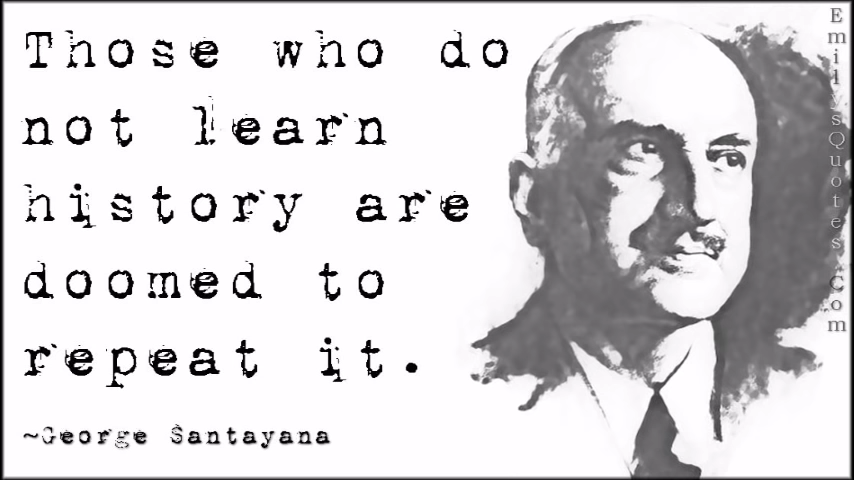 Those who do
not learn
history are
doomed to
repeat it.
~George Santayana
EmilysQuotes.Com